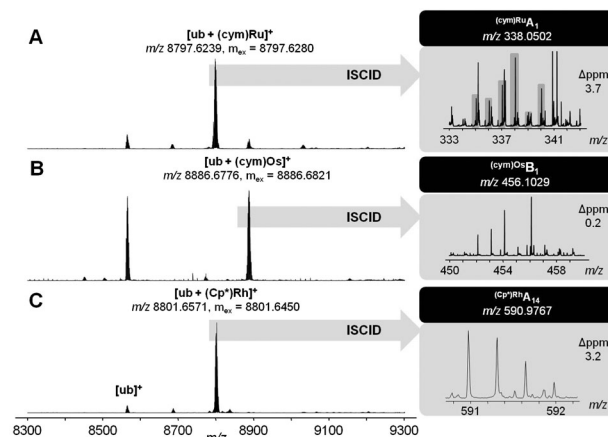 A
[ub + (cym)Ru]⁺
m/z 8797.6239, mₑₓ = 8797.6280
ISCID
(cym)RuA₁
m/z 338.0502
Δppm
3.7
333 337 341 m/z
B
[ub + (cym)Os]⁺
m/z 8886.6776, mₑₓ = 8886.6821
ISCID
(cym)OsB₁
m/z 456.1029
Δppm
0.2
450 454 458 m/z
C
[ub + (Cp*)Rh]⁺
m/z 8801.6571, mₑₓ = 8801.6450
ISCID
(Cp*)RhA₁₄
m/z 590.9767
Δppm
3.2
[ub]⁺
591 592 m/z
8300 8500 8700 8900 9100 9300
m/z